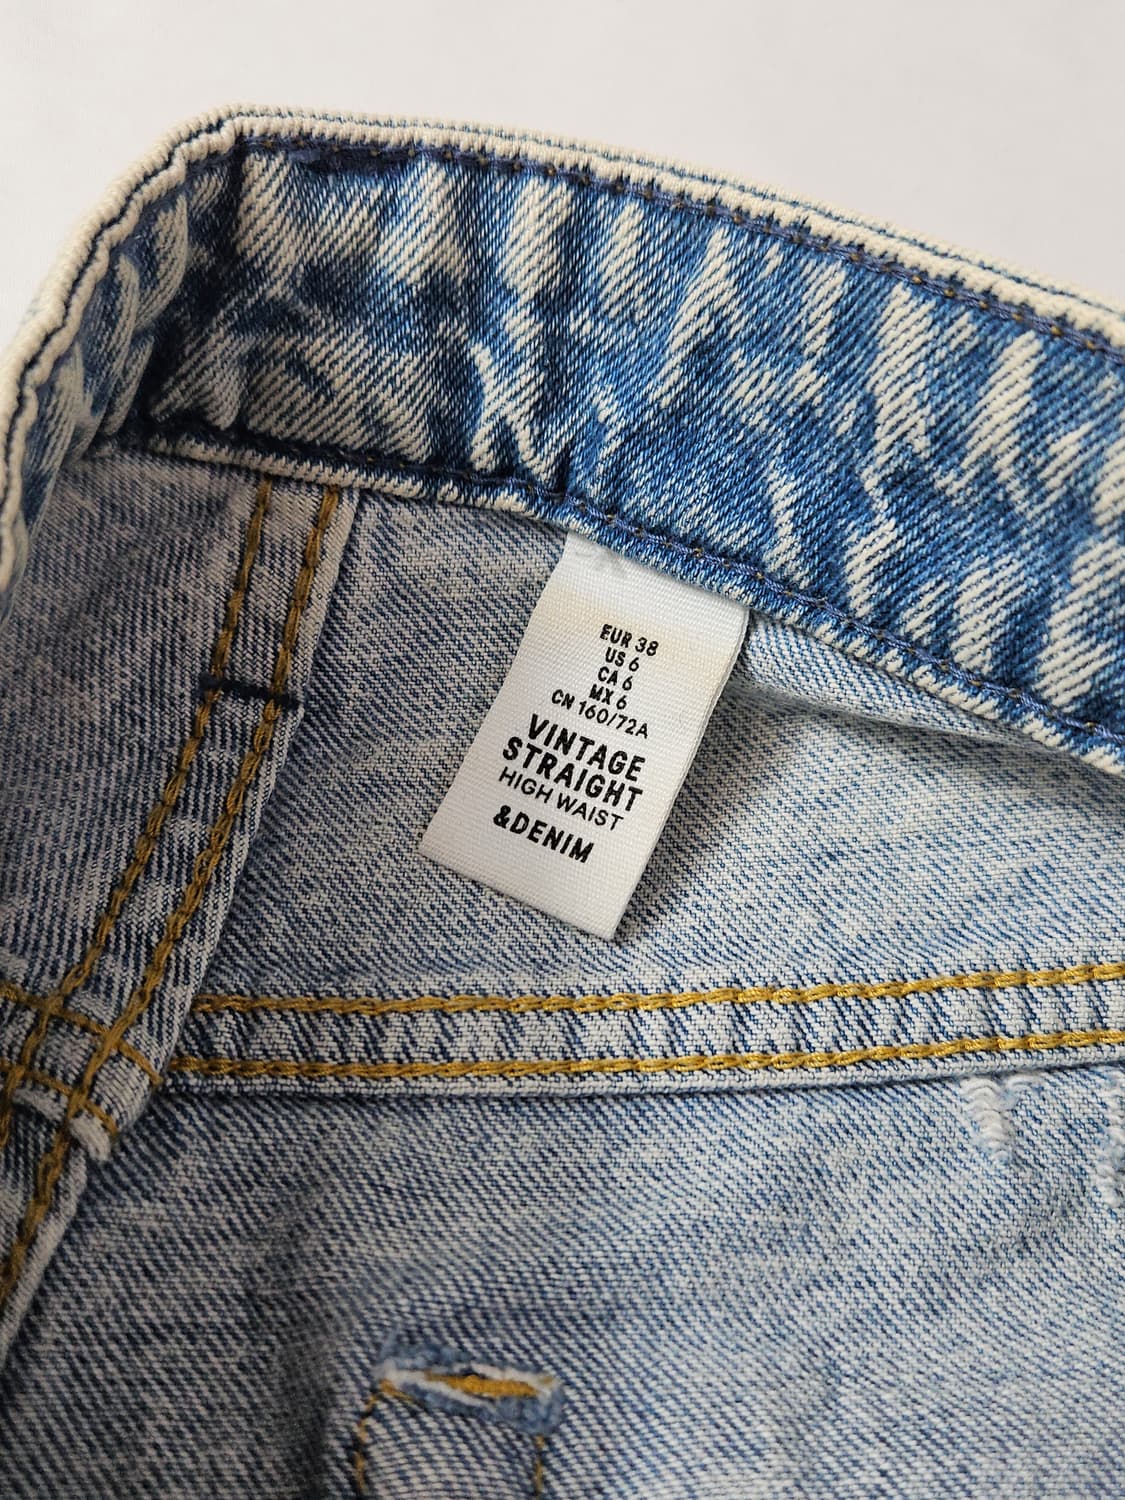 EUR 38
US 6
CA 6
MX 6
CN 160/72A
VINTAGE
STRAIGHT
HIGH WAIST
&DENIM